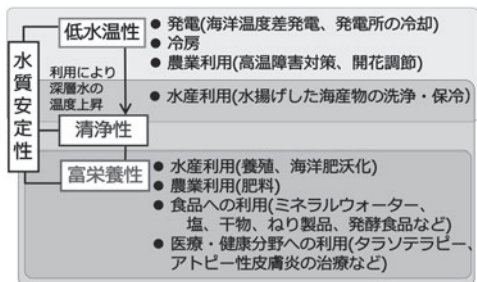 水質安定性
低水温性
● 発電(海洋温度差発電、発電所の冷却)
● 冷房
● 農業利用(高温障害対策、開花調節)
利用により
深層水の
温度上昇
● 水産利用(水揚げした海産物の洗浄・保冷)
清浄性
富栄養性
● 水産利用(養殖、海洋肥沃化)
● 農業利用(肥料)
● 食品への利用(ミネラルウォーター、
塩、干物、ねり製品、発酵食品など)
● 医療・健康分野への利用(タラソテラピー、
アトピー性皮膚炎の治療など)